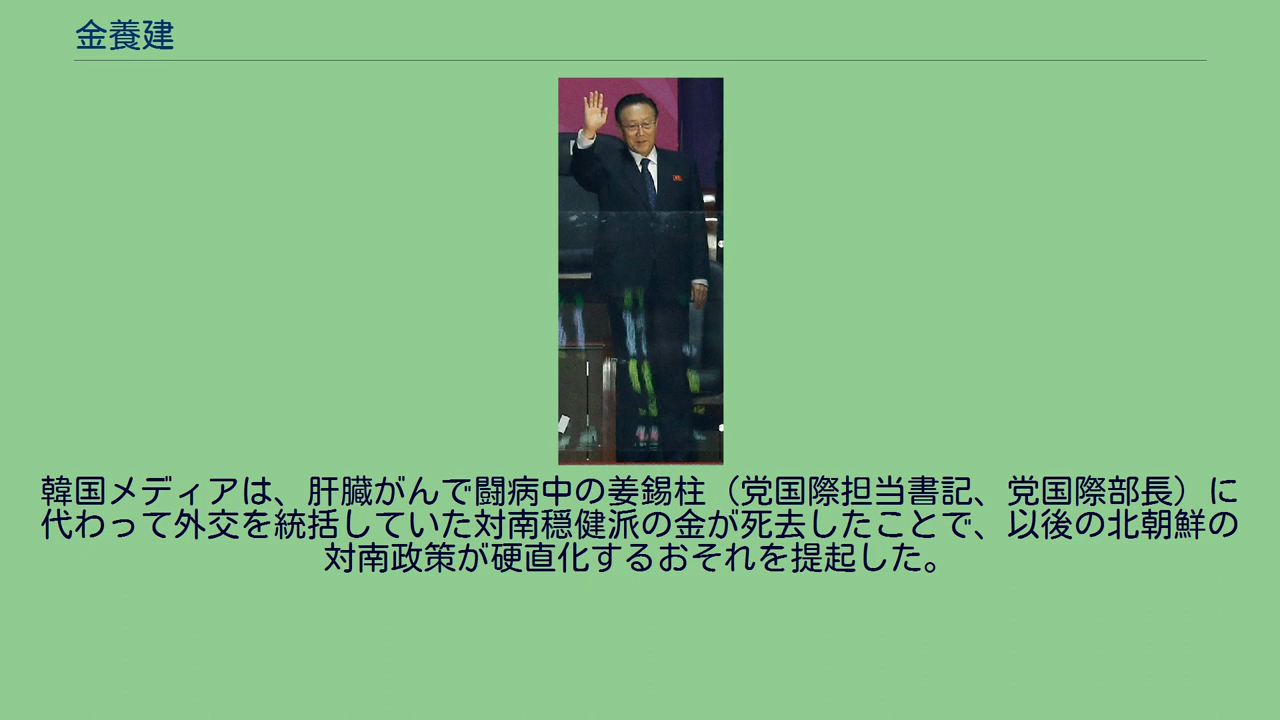 金養建
韓国メディアは、肝臓がんで闘病中の姜錫柱（党国際担当書記、党国際部長）に
代わって外交を統括していた対南穏健派の金が死去したことで、以後の北朝鮮の
対南政策が硬直化するおそれを提起した。